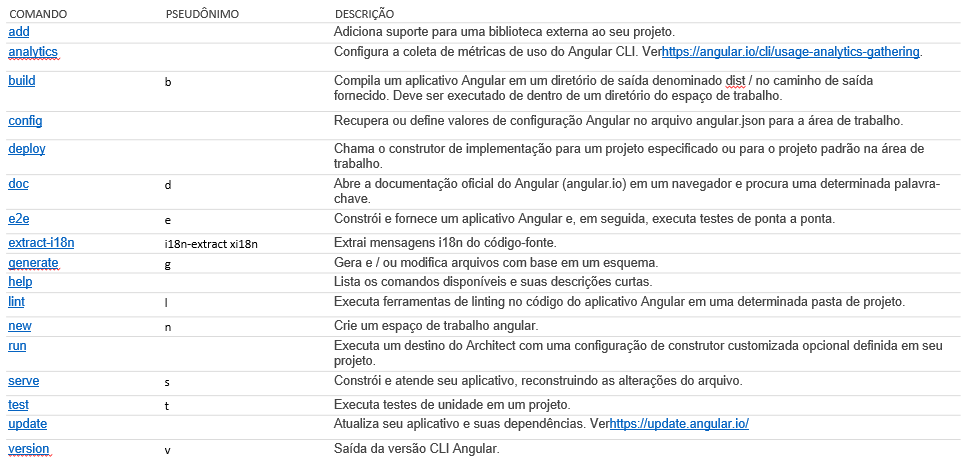 COMANDO PSEUDÔNIMO DESCRIÇÃO
add Adiciona suporte para uma biblioteca externa ao seu projeto.
analytics Configura a coleta de métricas de uso do Angular CLI. Verhttps://angular.io/cli/usage-analytics-gathering.
build b Compila um aplicativo Angular em um diretório de saída denominado dist / no caminho de saída
fornecido. Deve ser executado de dentro de um diretório do espaço de trabalho.
config Recupera ou define valores de configuração Angular no arquivo angular.json para a área de trabalho.
deploy Chama o construtor de implementação para um projeto especificado ou para o projeto padrão na área de
trabalho.
doc d Abre a documentação oficial do Angular (angular.io) em um navegador e procura uma determinada palavra-
chave.
e2e e Constrói e fornece um aplicativo Angular e, em seguida, executa testes de ponta a ponta.
extract-i18n i18n-extract xi18n Extrai mensagens i18n do código-fonte.
generate g Gera e / ou modifica arquivos com base em um esquema.
help Lista os comandos disponíveis e suas descrições curtas.
lint l Executa ferramentas de linting no código do aplicativo Angular em uma determinada pasta de projeto.
new n Crie um espaço de trabalho angular.
run Executa um destino do Architect com uma configuração de construtor customizada opcional definida em seu
projeto.
serve s Constrói e atende seu aplicativo, reconstruindo as alterações do arquivo.
test t Executa testes de unidade em um projeto.
update Atualiza seu aplicativo e suas dependências. Verhttps://update.angular.io/
version v Saída da versão CLI Angular.